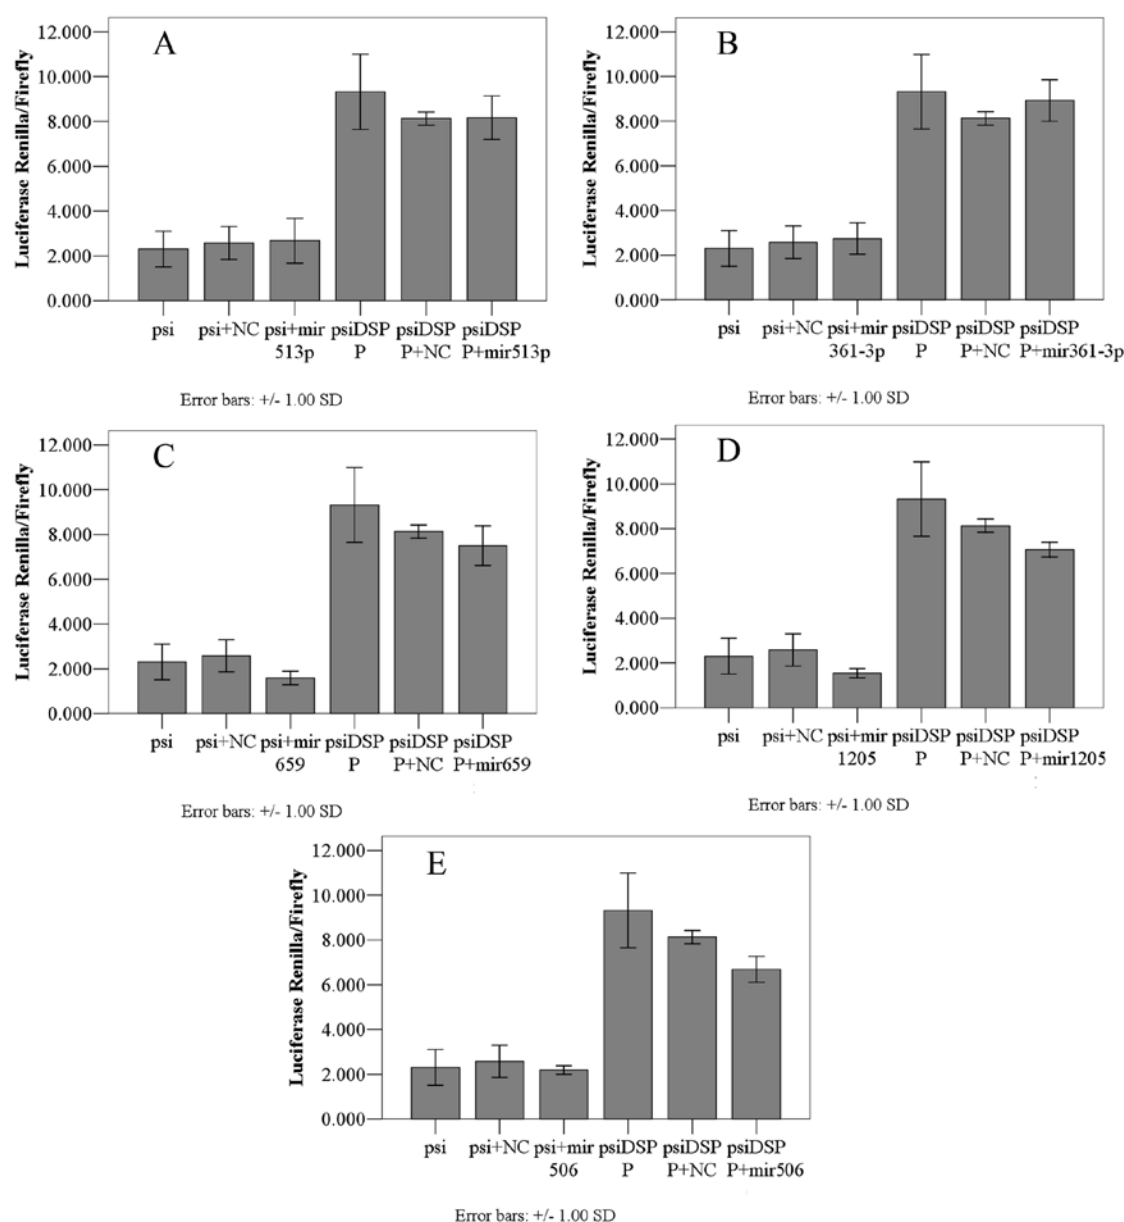 A
Luciferase Renilla/Firefly
12.000
10.000
8.000
6.000
4.000
2.000
0.000
psi psi+NC psi+mir psiDSP psiDSP psiDSP
513p P P+NC P+mir513p
Error bars: +/- 1.00 SD
B
Luciferase Renilla/Firefly
12.000
10.000
8.000
6.000
4.000
2.000
0.000
psi psi+NC psi+mir psiDSP psiDSP psiDSP
361-3p P P+NC P+mir361-3p
Error bars: +/- 1.00 SD
C
Luciferase Renilla/Firefly
12.000
10.000
8.000
6.000
4.000
2.000
0.000
psi psi+NC psi+mir psiDSP psiDSP psiDSP
659 P P+NC P+mir659
Error bars: +/- 1.00 SD
D
Luciferase Renilla/Firefly
12.000
10.000
8.000
6.000
4.000
2.000
0.000
psi psi+NC psi+mir psiDSP psiDSP psiDSP
1205 P P+NC P+mir1205
Error bars: +/- 1.00 SD
E
Luciferase Renilla/Firefly
12.000
10.000
8.000
6.000
4.000
2.000
0.000
psi psi+NC psi+mir psiDSP psiDSP psiDSP
506 P P+NC P+mir506
Error bars: +/- 1.00 SD